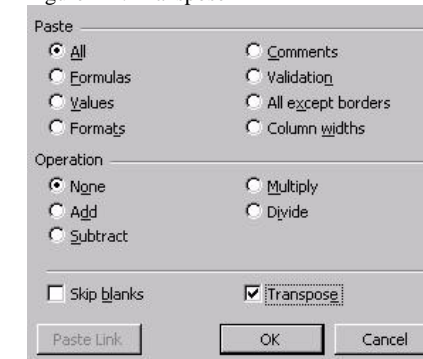 Paste
All
Comments
Formulas
Validation
Values
All except borders
Formats
Column widths
Operation
None
Multiply
Add
Divide
Subtract
Skip blanks
Transpose
Paste Link
OK
Cancel